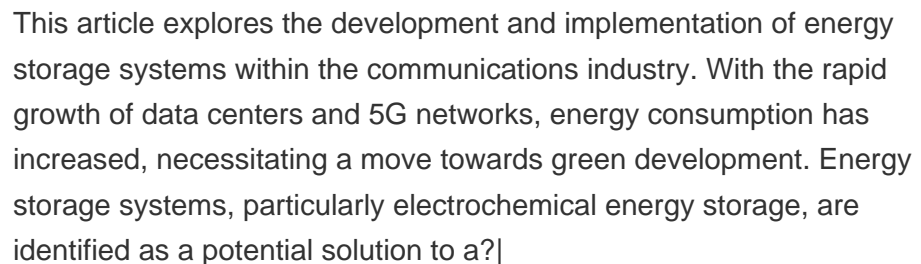 This article explores the development and implementation of energy
storage systems within the communications industry. With the rapid
growth of data centers and 5G networks, energy consumption has
increased, necessitating a move towards green development. Energy
storage systems, particularly electrochemical energy storage, are
identified as a potential solution to a?|